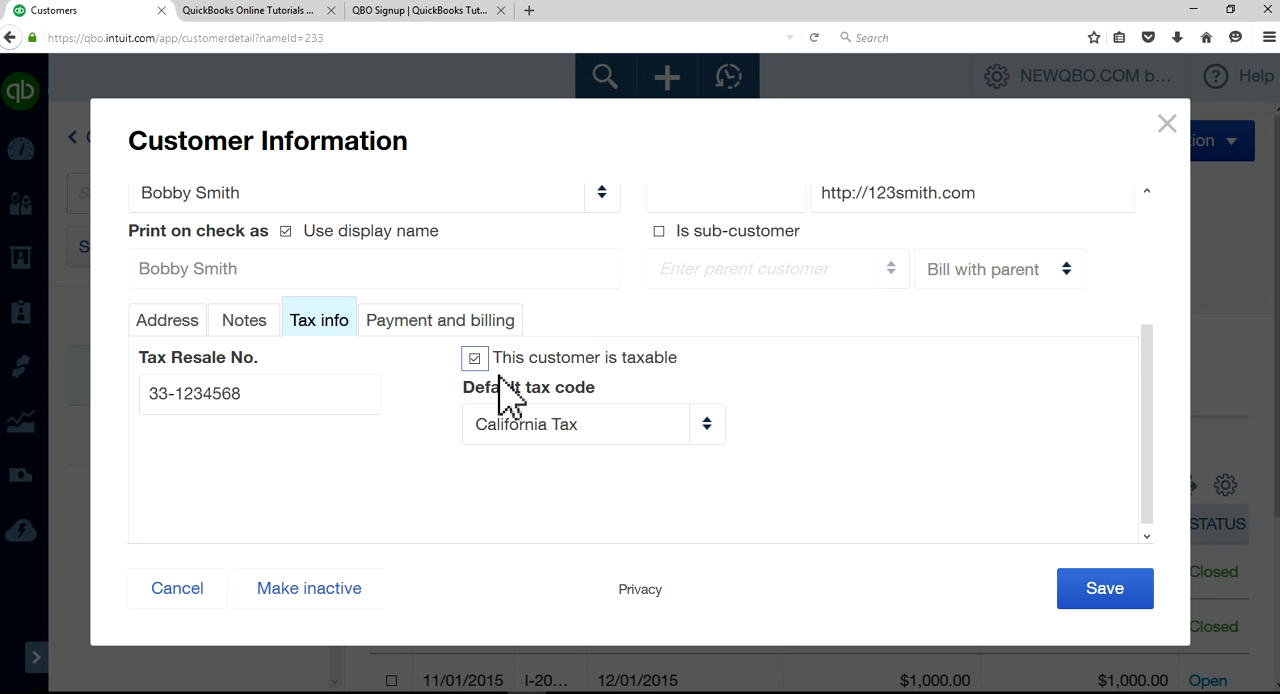 Customers
QuickBooks Online Tutorials ...
QBO Signup | QuickBooks Tut...
https://qbo.intuit.com/app/customerdetail?nameId=233
Search
qb
NEWQBO.COM b...
Help
Customer Information
Bobby Smith
http://123smith.com
Print on check as
Use display name
Is sub-customer
Bobby Smith
Enter parent customer
Bill with parent
Address
Notes
Tax info
Payment and billing
Tax Resale No.
This customer is taxable
33-1234568
Default tax code
California Tax
STATUS
Closed
Cancel
Make inactive
Privacy
Save
Closed
11/01/2015
I-20...
12/01/2015
$1,000.00
$1,000.00
Open